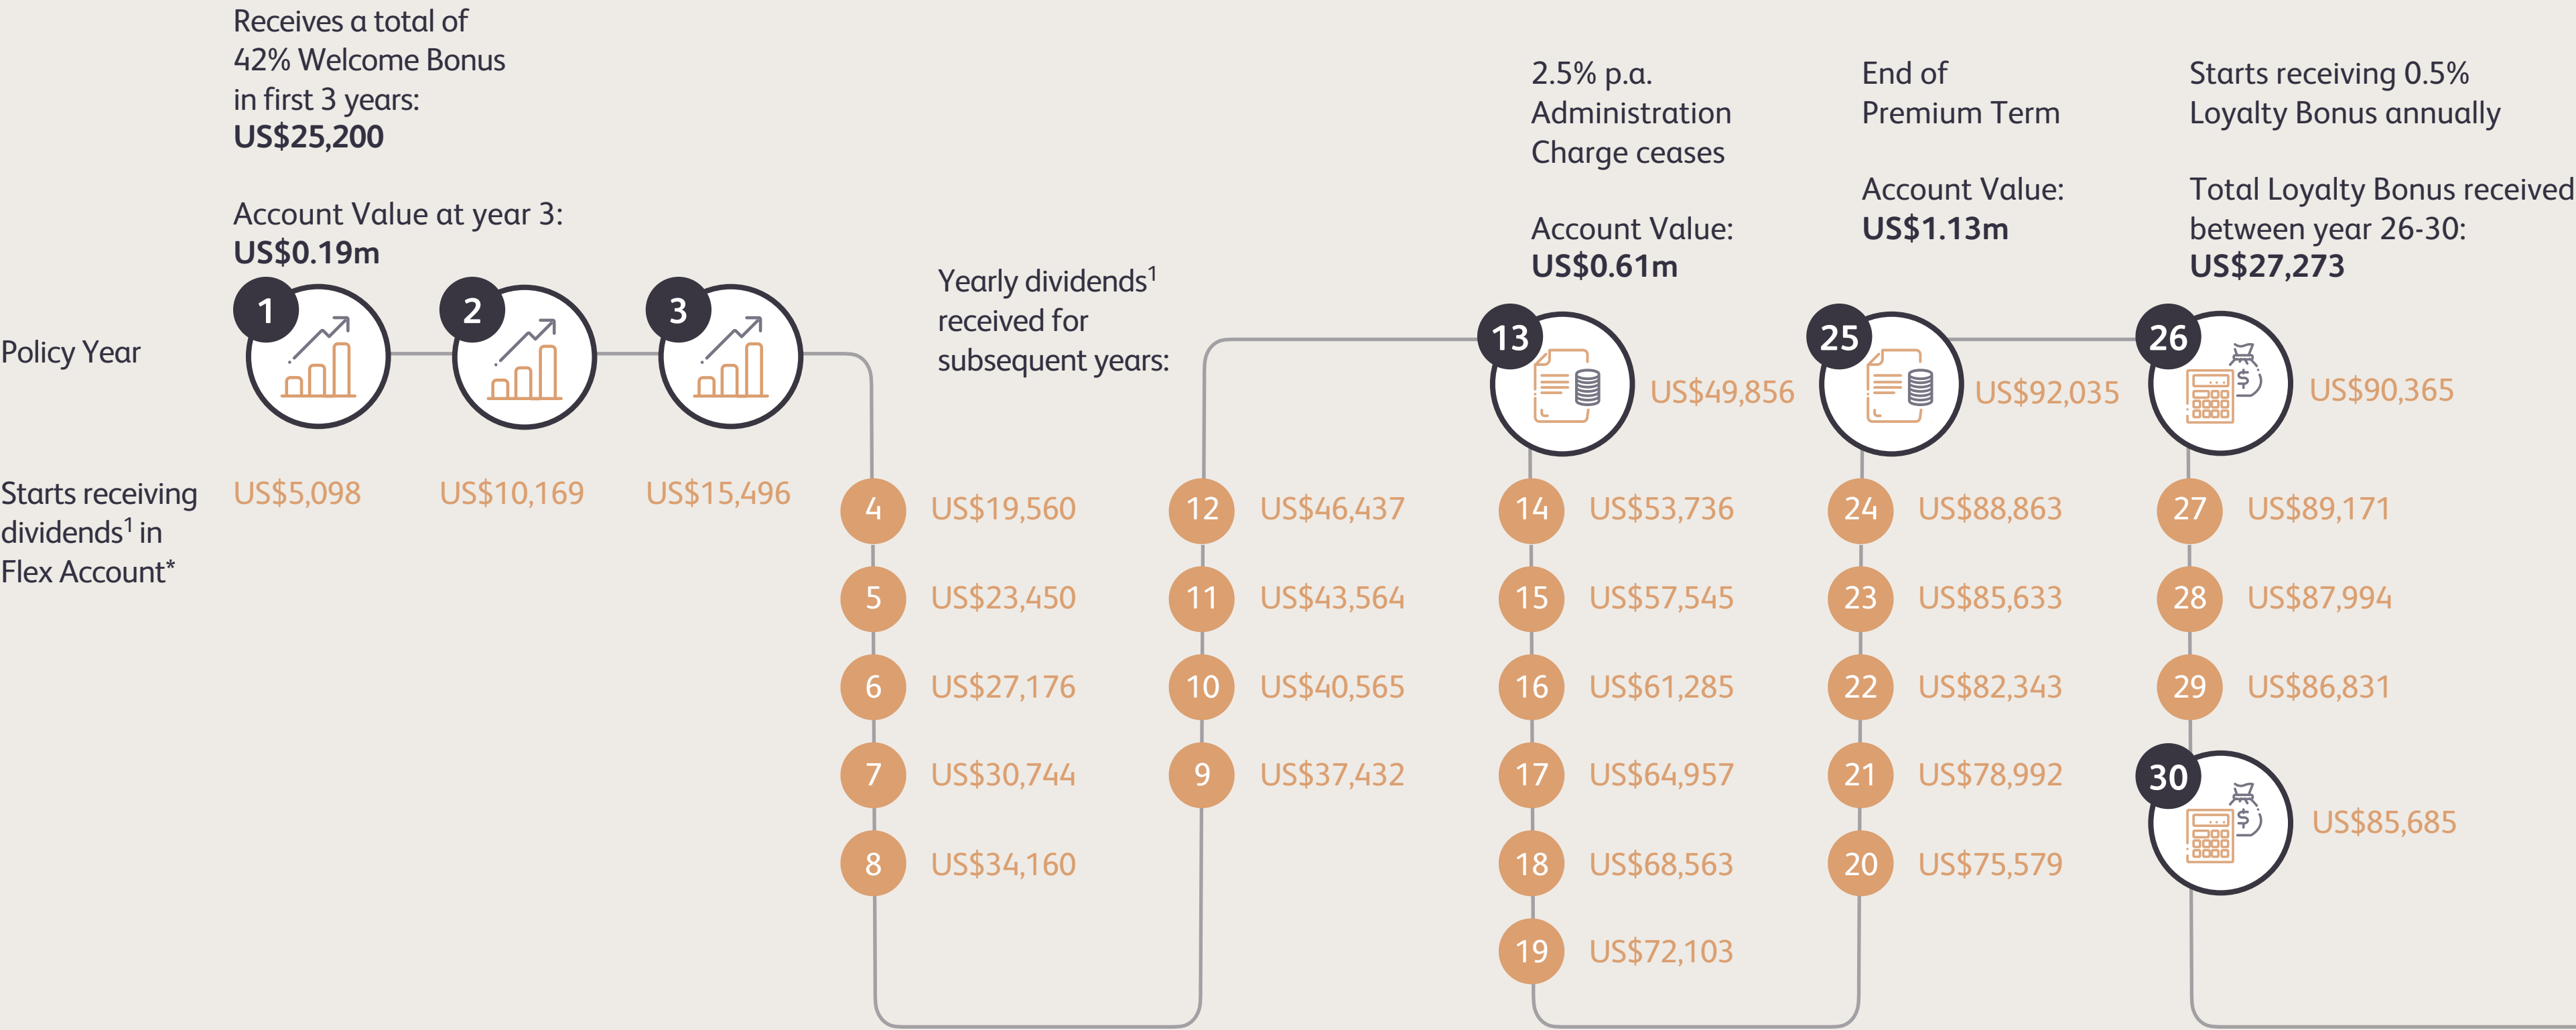 Receives a total of
42% Welcome Bonus
in first 3 years:
US$25,200
Account Value at year 3:
US$0.19m
Policy Year
1
2
3
Starts receiving
dividends1 in
Flex Account*
US$5,098
US$10,169
US$15,496
Yearly dividends1
received for
subsequent years:
4 US$19,560
5 US$23,450
6 US$27,176
7 US$30,744
8 US$34,160
9 US$37,432
10 US$40,565
11 US$43,564
12 US$46,437
2.5% p.a.
Administration
Charge ceases
Account Value:
US$0.61m
13 US$49,856
14 US$53,736
15 US$57,545
16 US$61,285
17 US$64,957
18 US$68,563
19 US$72,103
20 US$75,579
21 US$78,992
22 US$82,343
23 US$85,633
24 US$88,863
End of
Premium Term
Account Value:
US$1.13m
25 US$92,035
Starts receiving 0.5%
Loyalty Bonus annually
Total Loyalty Bonus received
between year 26-30:
US$27,273
26 US$90,365
27 US$89,171
28 US$87,994
29 US$86,831
30 US$85,685